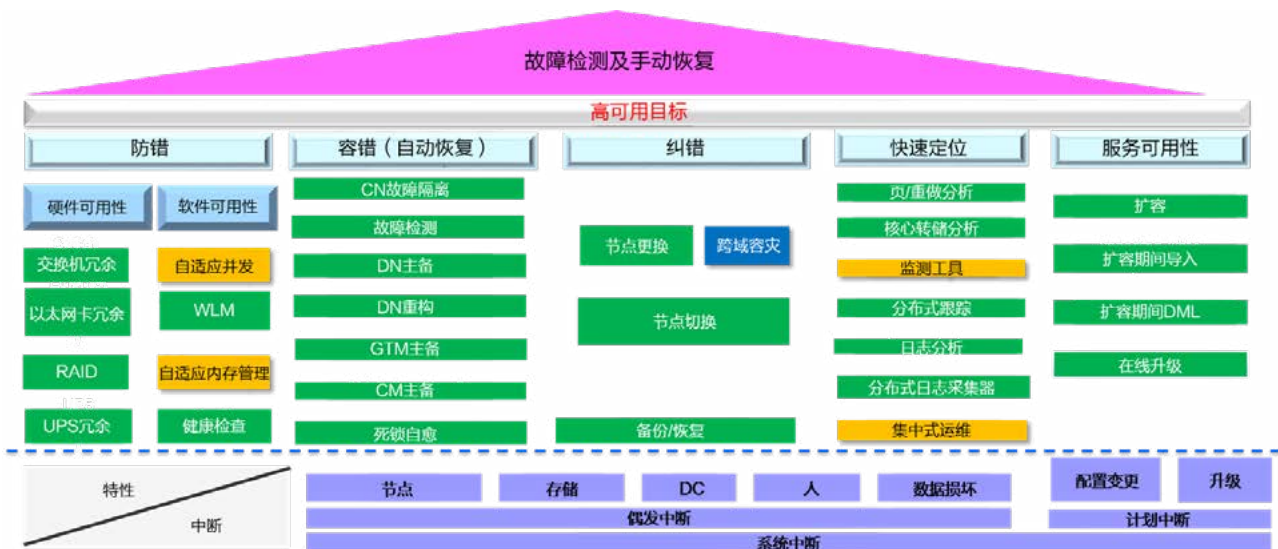 故障检测及手动恢复
高可用目标
防错
容错（自动恢复）
纠错
快速定位
服务可用性
硬件可用性
软件可用性
交换机冗余
以太网卡冗余
RAID
UPS冗余
自适应并发
WLM
自适应内存管理
健康检查
CN故障隔离
故障检测
DN主备
DN重构
GTM主备
CM主备
死锁自愈
节点更换
跨域容灾
节点切换
备份/恢复
页/重做分析
核心转储分析
监测工具
分布式跟踪
日志分析
分布式日志采集器
集中式运维
扩容
扩容期间导入
扩容期间DML
在线升级
特性
中断
节点
存储
DC
人
数据损坏
配置变更
升级
偶发中断
计划中断
系统中断